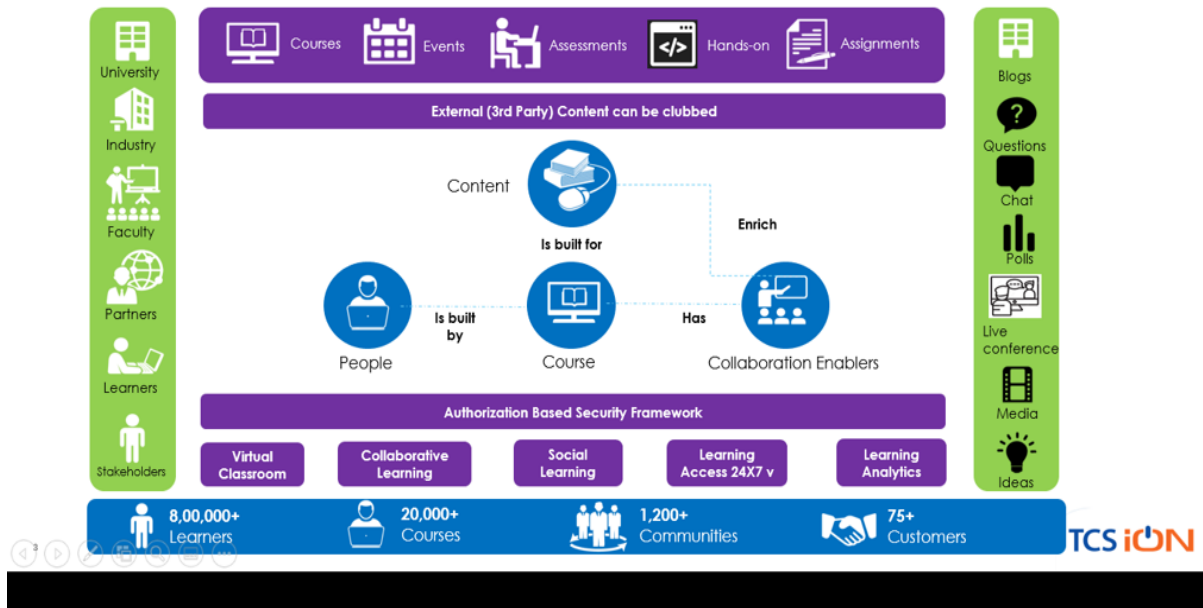 University
Industry
Faculty
Partners
Learners
Stakeholders
Courses
Events
Assessments
Hands-on
Assignments
External (3rd Party) Content can be clubbed
Content
Is built for
Enrich
Is built
by
Has
People
Course
Collaboration Enablers
Authorization Based Security Framework
Virtual
Classroom
Collaborative
Learning
Social
Learning
Learning
Access 24X7 v
Learning
Analytics
Blogs
?
Questions
Chat
Polls
Live
conference
Media
Ideas
8,00,000+
Learners
20,000+
Courses
1,200+
Communities
75+
Customers
3
TCS iON